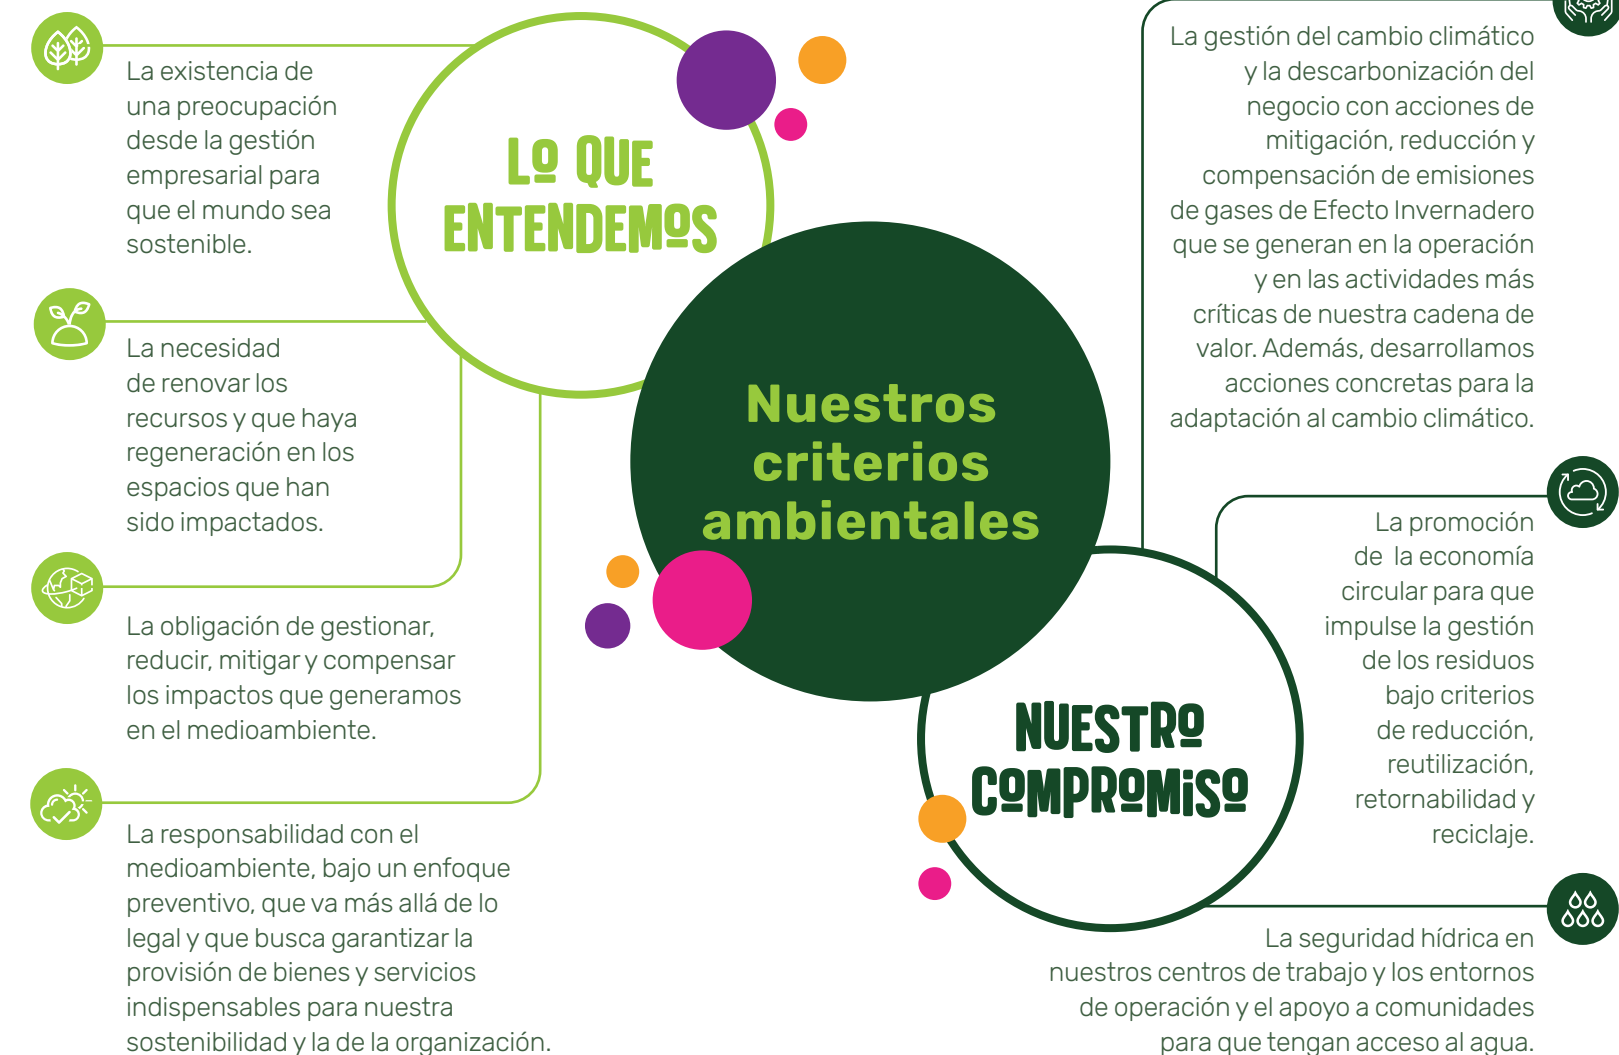 La existencia de
una preocupación
desde la gestión
empresarial para
que el mundo sea
sostenible.
La necesidad
de renovar los
recursos y que haya
regeneración en los
espacios que han
sido impactados.
La obligación de gestionar,
reducir, mitigar y compensar
los impactos que generamos
en el medioambiente.
La responsabilidad con el
medioambiente, bajo un enfoque
preventivo, que va más allá de lo
legal y que busca garantizar la
provisión de bienes y servicios
indispensables para nuestra
sostenibilidad y la de la organización.
LO QUE
ENTENDEMOS
Nuestros
criterios
ambientales
NUESTRO
COMPROMiSO
La gestión del cambio climático
y la descarbonización del
negocio con acciones de
mitigación, reducción y
compensación de emisiones
de gases de Efecto Invernadero
que se generan en la operación
y en las actividades más
críticas de nuestra cadena de
valor. Además, desarrollamos
acciones concretas para la
adaptación al cambio climático.
La promoción
de la economía
circular para que
impulse la gestión
de los residuos
bajo criterios
de reducción,
reutilización,
retornabilidad y
reciclaje.
La seguridad hídrica en
nuestros centros de trabajo y los entornos
de operación y el apoyo a comunidades
para que tengan acceso al agua.